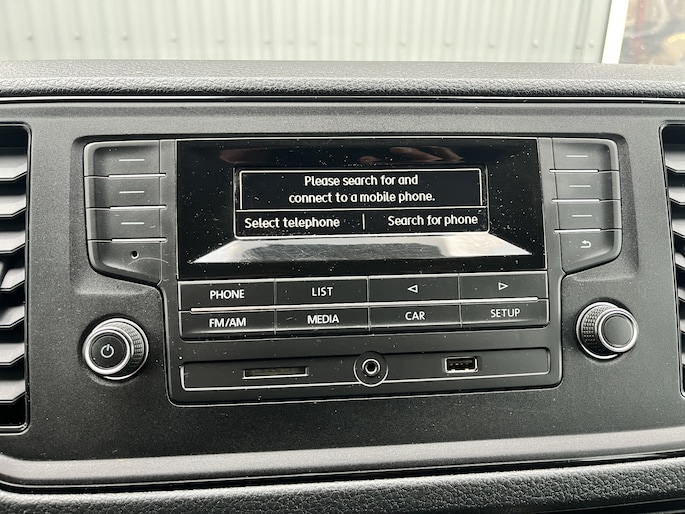 Please search for and
connect to a mobile phone.
Select telephone Search for phone
PHONE LIST
FM/AM MEDIA CAR SETUP